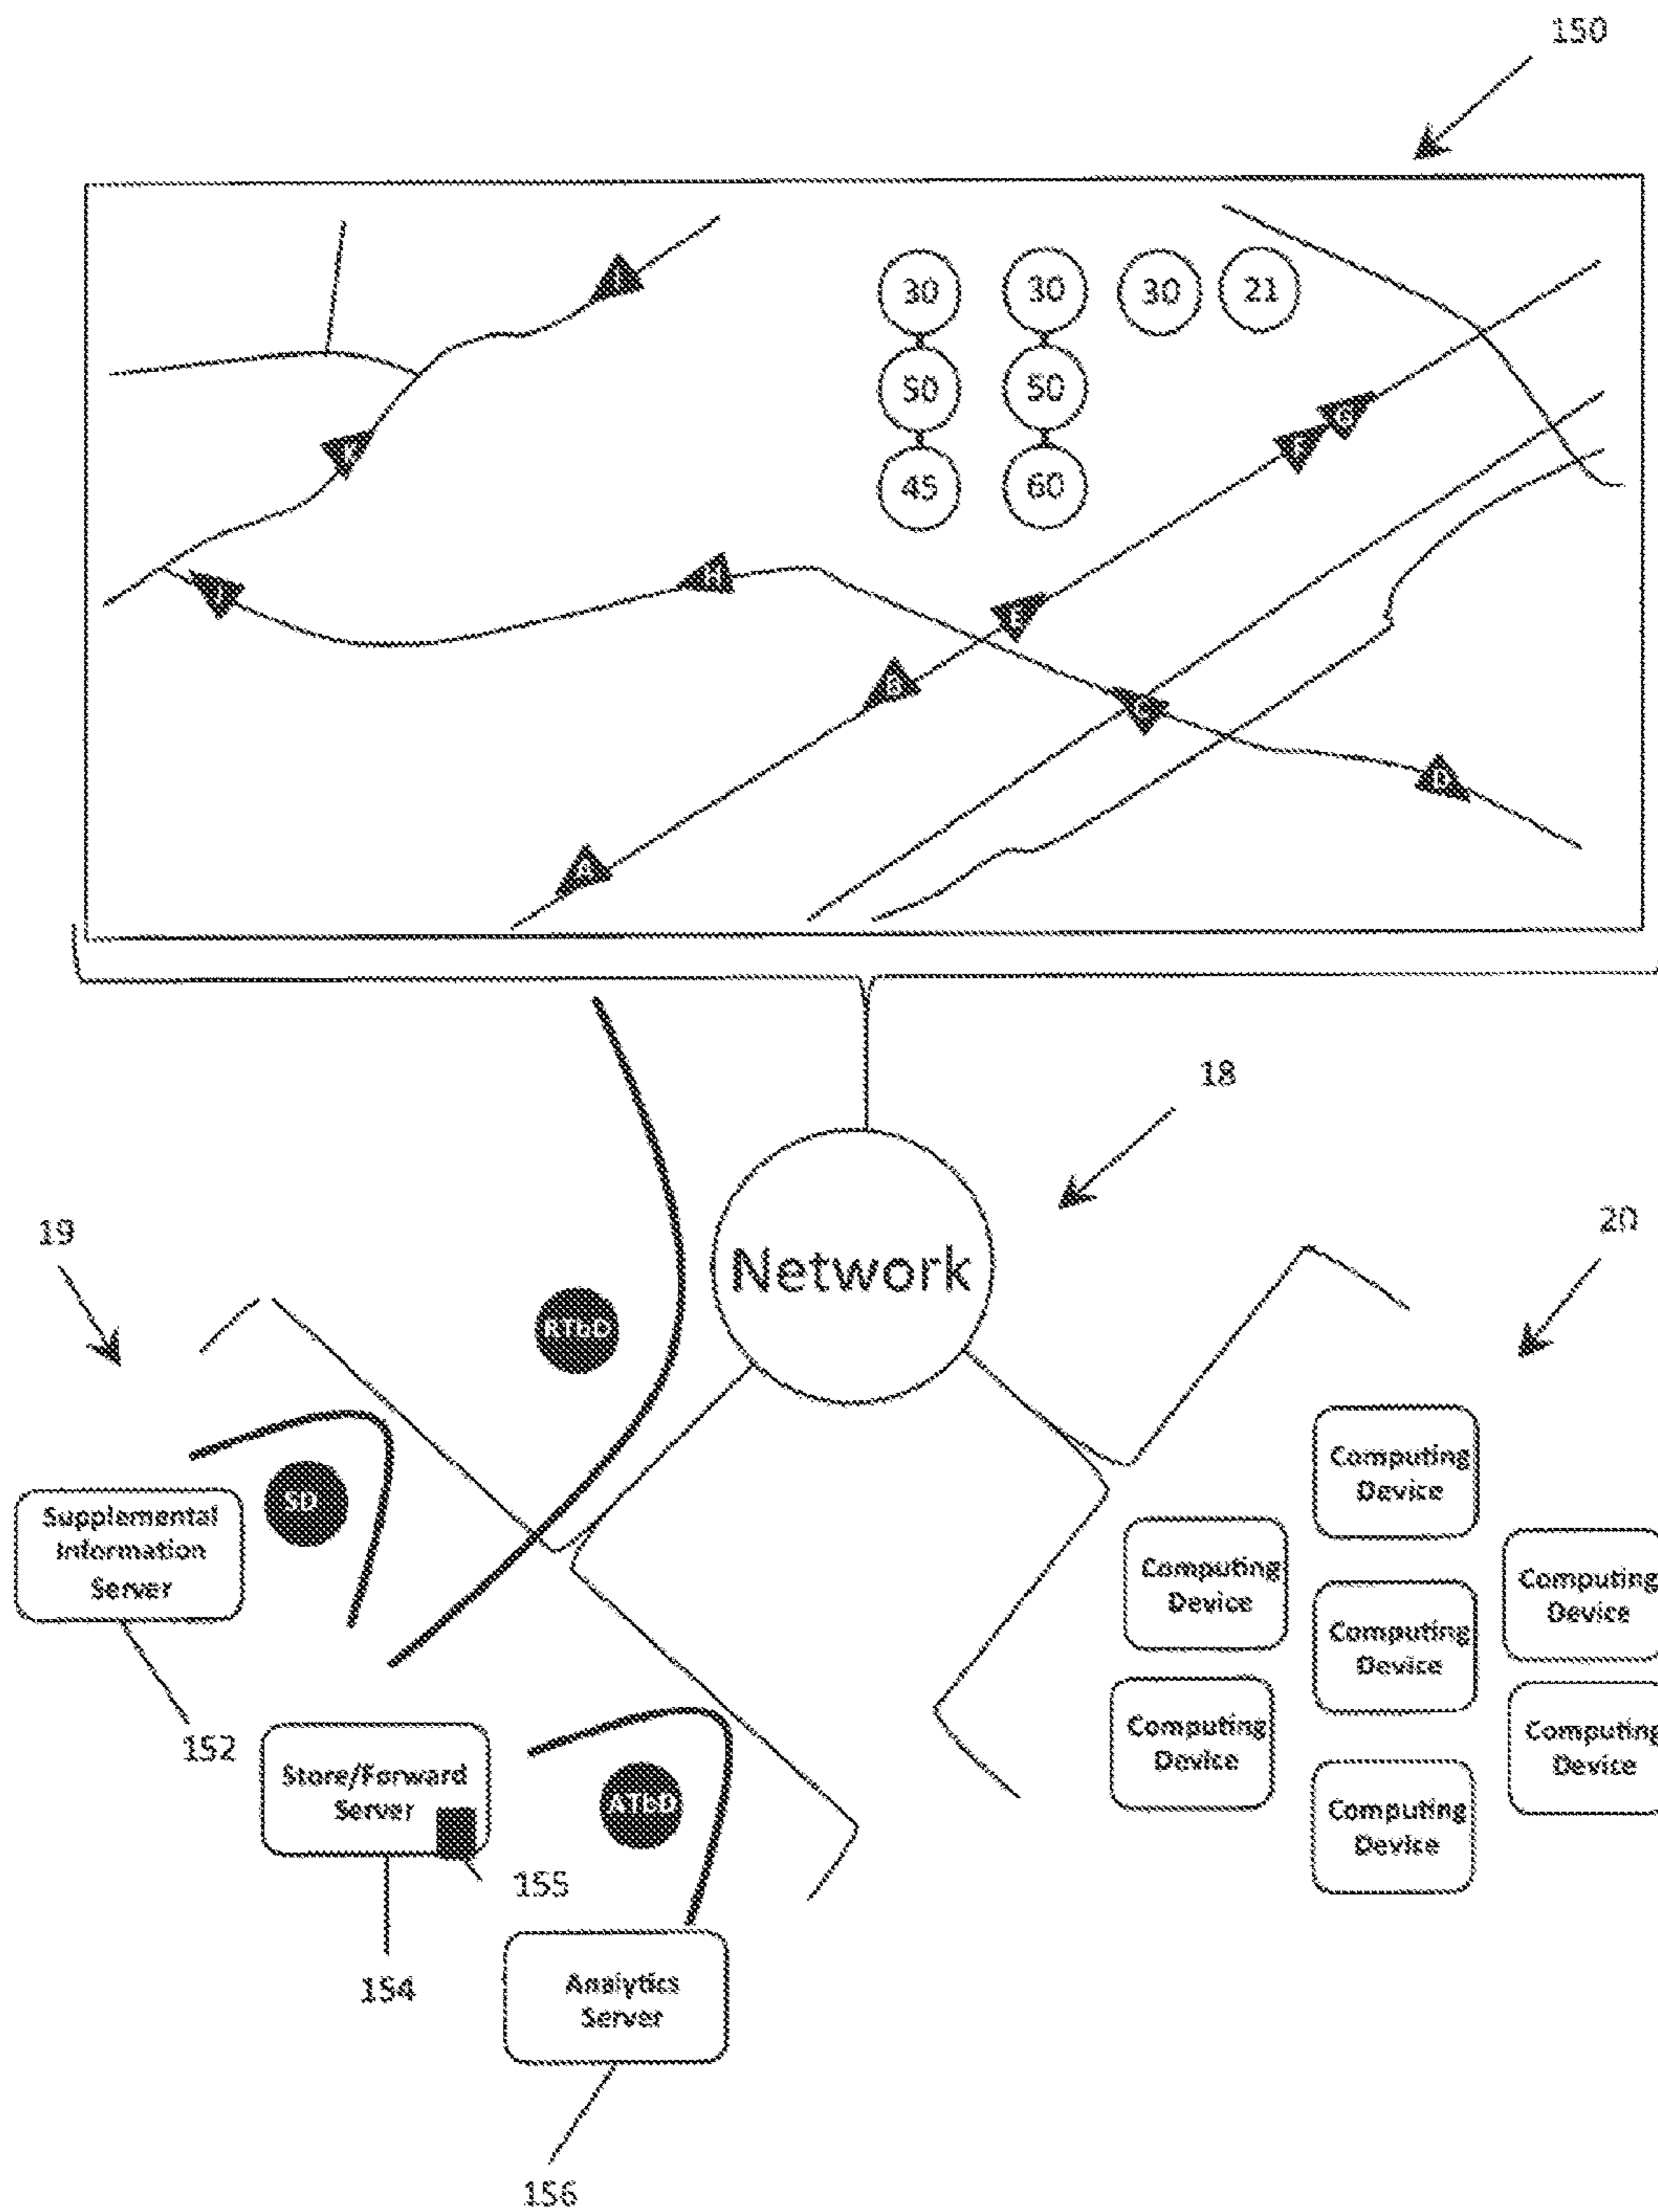 150
30
30
30
21
50
50
45
60
K
G
F
J
H
E
B
C
D
A
18
19
Network
20
RTbD
SD
Supplemental
Information
Server
152
Computing
Device
Computing
Device
Computing
Device
Computing
Device
Computing
Device
Computing
Device
Computing
Device
Store/Forward
Server
ATbD
155
154
Analytics
Server
156